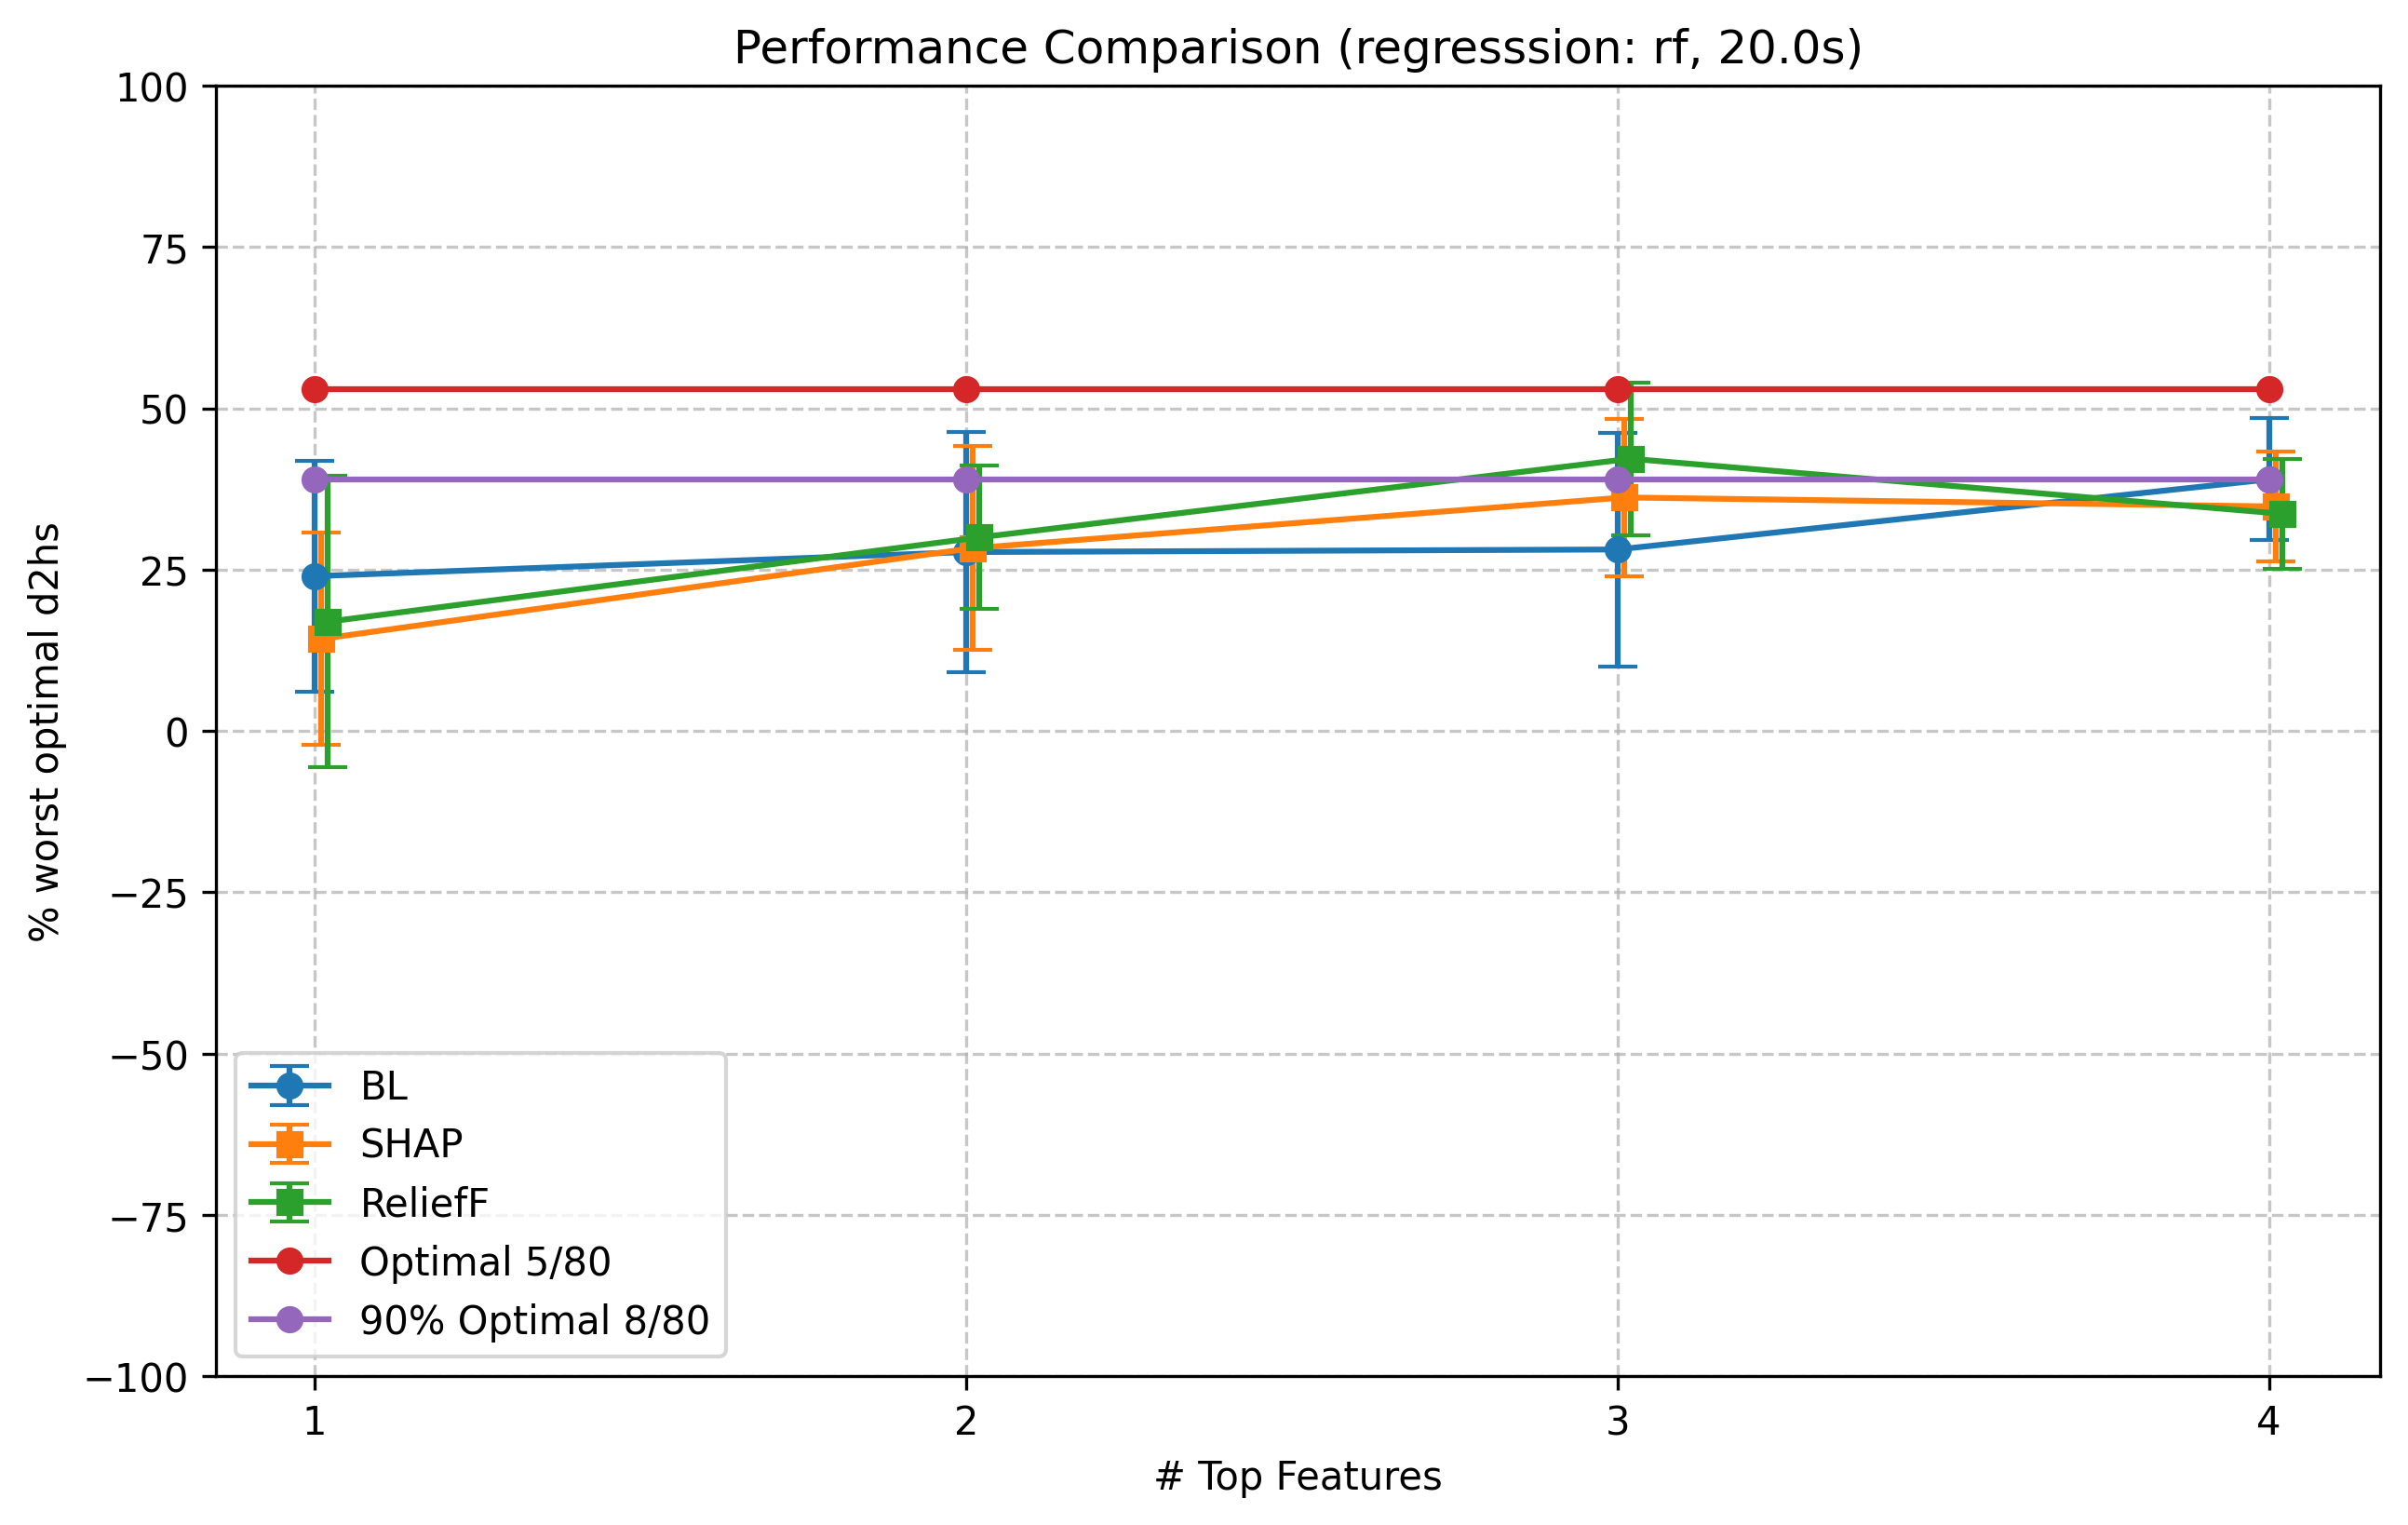 Performance Comparison (regresssion: rf, 20.0s)
% worst optimal d2hs
100
75
50
25
0
−25
−50
−75
−100
BL
SHAP
ReliefF
Optimal 5/80
90% Optimal 8/80
1 2 3 4
# Top Features